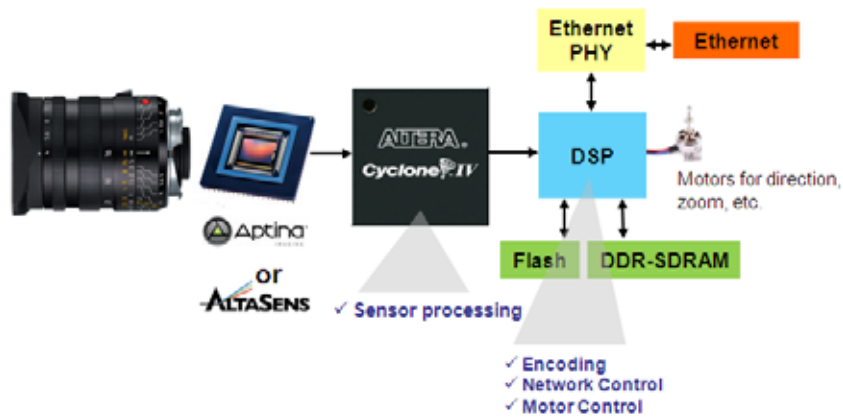 Ethernet
PHY
Ethernet
ALTERA®
Cyclone IV
DSP
Motors for direction,
zoom, etc.
Aptina
IMAGING
or
ALTASENS
Flash
DDR-SDRAM
✓ Sensor processing
✓ Encoding
✓ Network Control
✓ Motor Control